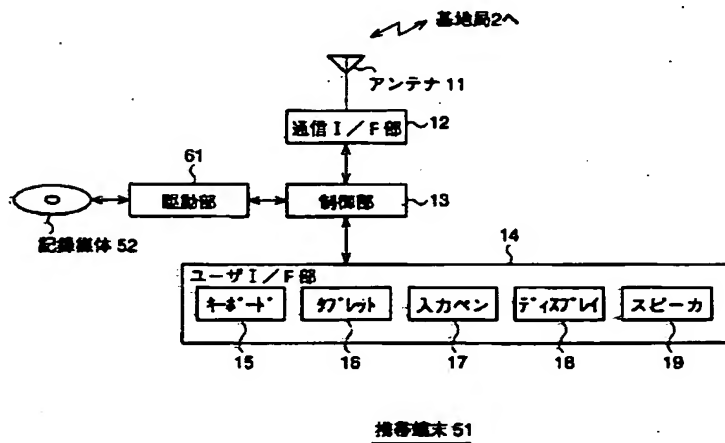 基地局2へ
アンテナ 11
通信 I／F 部
12
61
駆動部
制御部
13
記録媒体 52
14
ユーザ I／F 部
キーボード
タブレット
入力ペン
ディスプレイ
スピーカ
15
16
17
18
19
携帯端末 51